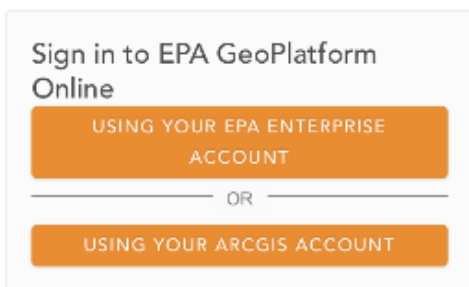 Sign in to EPA GeoPlatform
Online
USING YOUR EPA ENTERPRISE
ACCOUNT
OR
USING YOUR ARCGIS ACCOUNT